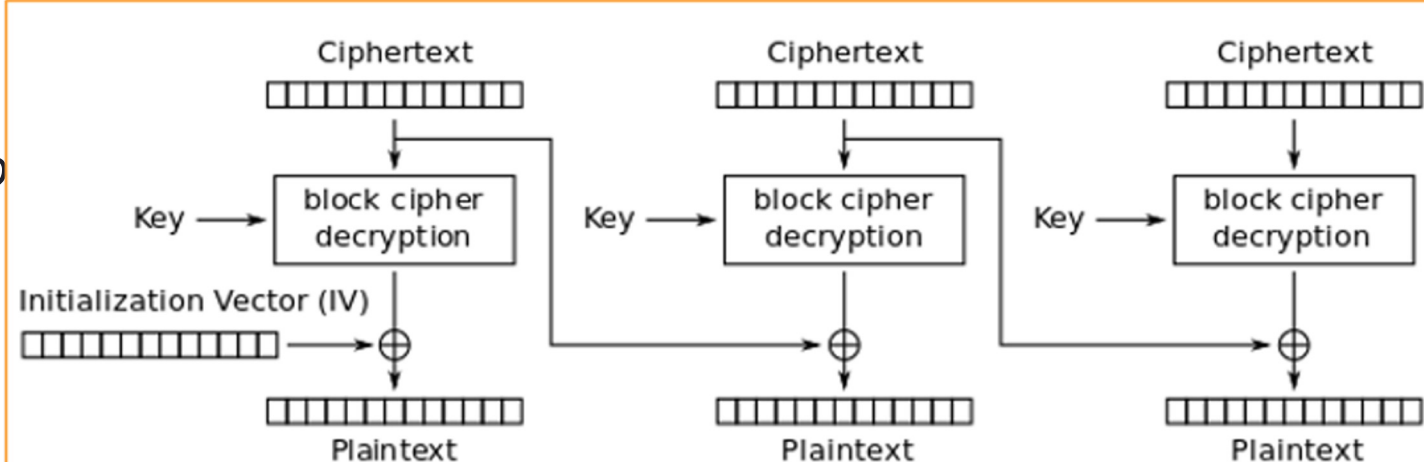 Ciphertext Ciphertext Ciphertext
Key block cipher decryption Key block cipher decryption Key block cipher decryption
Initialization Vector (IV)
Plaintext Plaintext Plaintext